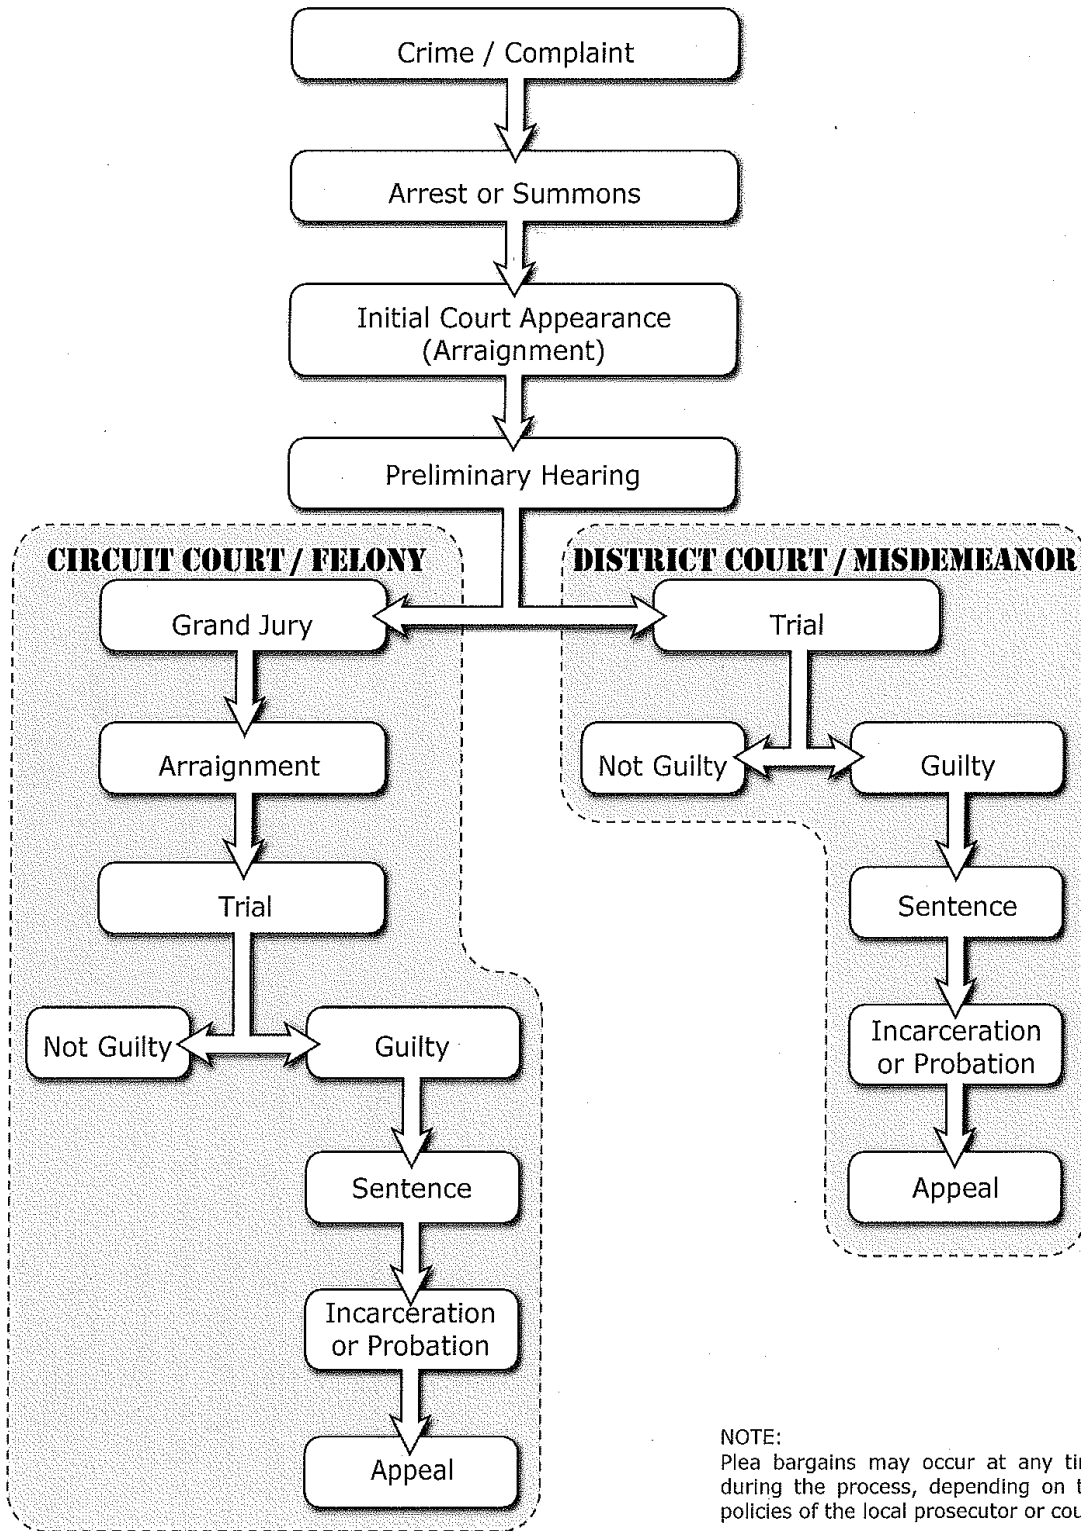 Crime / Complaint
Arrest or Summons
Initial Court Appearance
(Arraignment)
Preliminary Hearing
CIRCUIT COURT / FELONY
Grand Jury
Arraignment
Trial
Not Guilty
Guilty
Sentence
Incarceration
or Probation
Appeal
DISTRICT COURT / MISDEMEANOR
Trial
Not Guilty
Guilty
Sentence
Incarceration
or Probation
Appeal
NOTE:
Plea bargains may occur at any
during the process, depending on
policies of the local prosecutor or